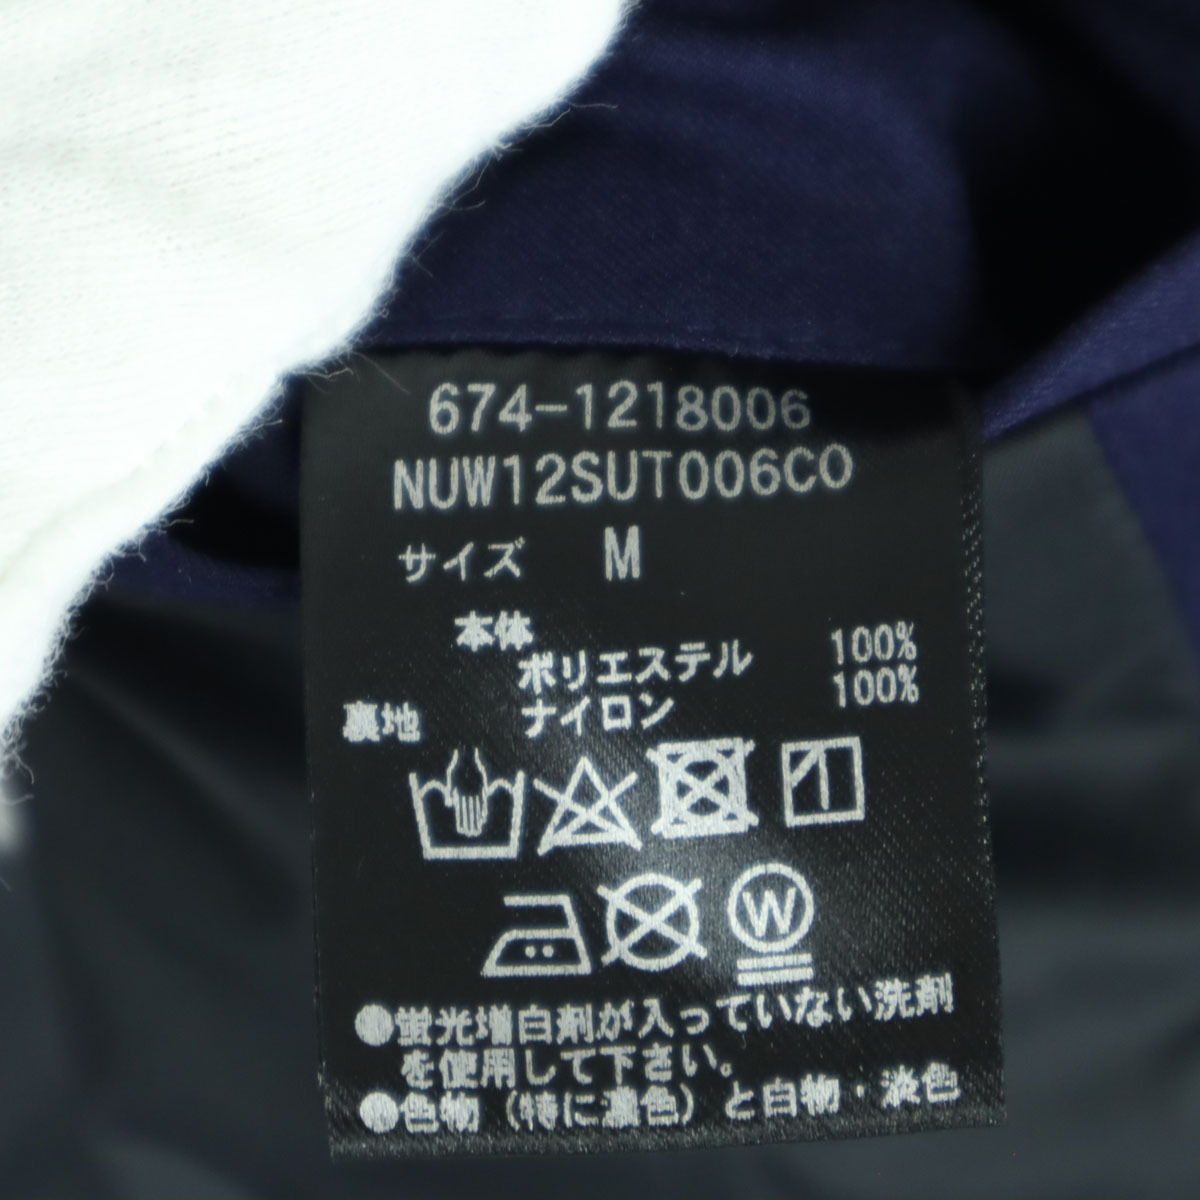 674-1218006
NUW12SUT006CO
サイズ M
本体
ポリエステル 100%
裏地 ナイロン 100%
W
●蛍光増白剤が入っていない洗剤
を使用して下さい。
●色物(特に濃色)と白物・淡色